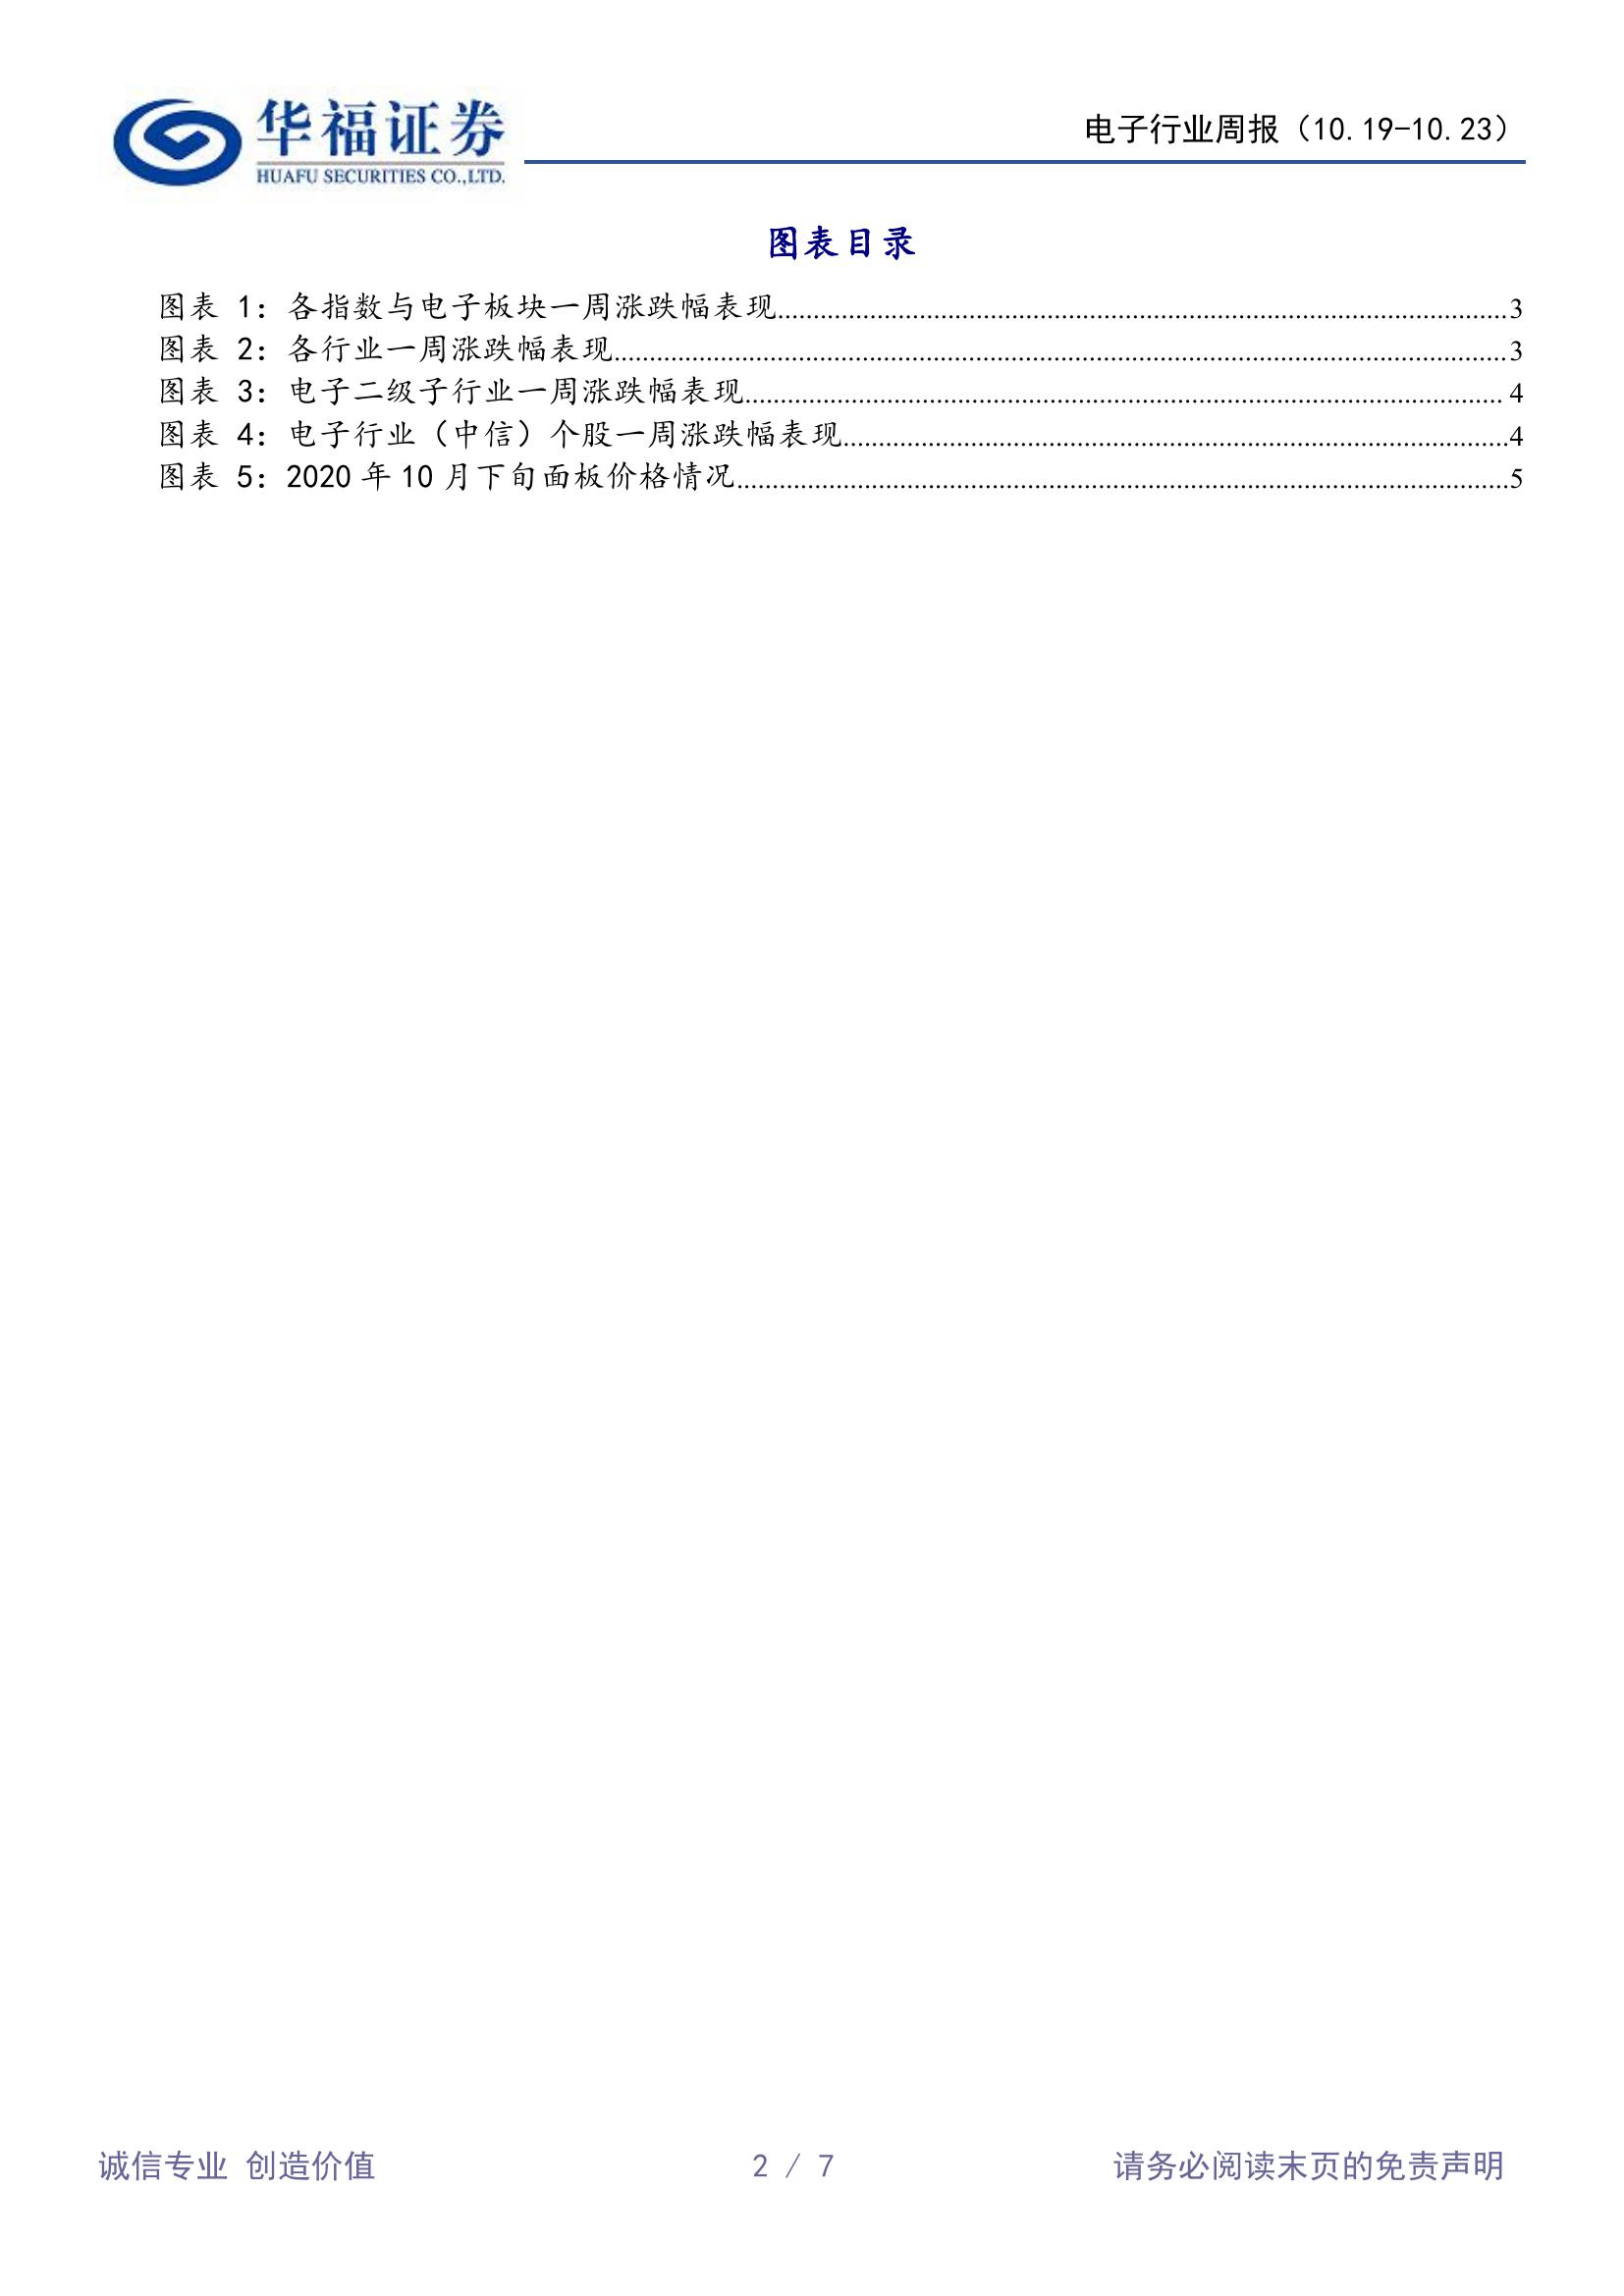 华福证券
HUAFU SECURITIES CO.,LTD.
电子行业周报（10.19-10.23）
图表目录
图表 1：各指数与电子板块一周涨跌幅表现........3
图表 2：各行业一周涨跌幅表现........3
图表 3：电子二级子行业一周涨跌幅表现........4
图表 4：电子行业（中信）个股一周涨跌幅表现........4
图表 5：2020 年 10 月下旬面板价格情况........5
诚信专业 创造价值 2 / 7 请务必阅读末页的免责声明